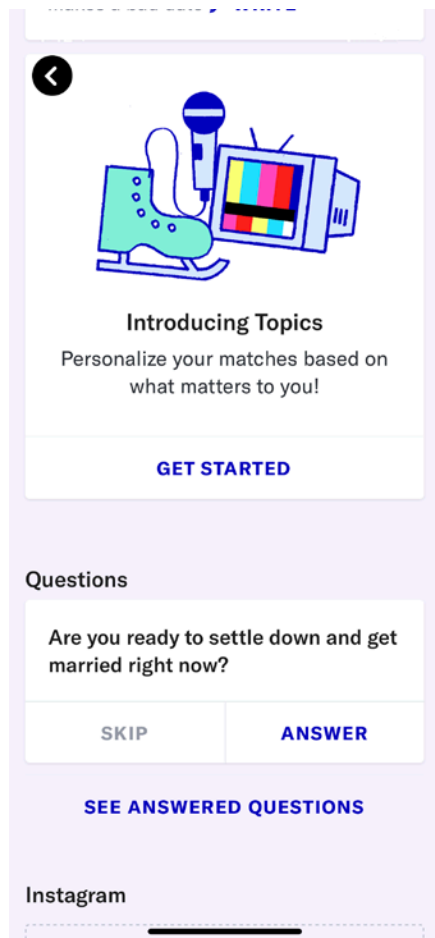 Introducing Topics
Personalize your matches based on
what matters to you!
GET STARTED
Questions
Are you ready to settle down and get
married right now?
SKIP
ANSWER
SEE ANSWERED QUESTIONS
Instagram